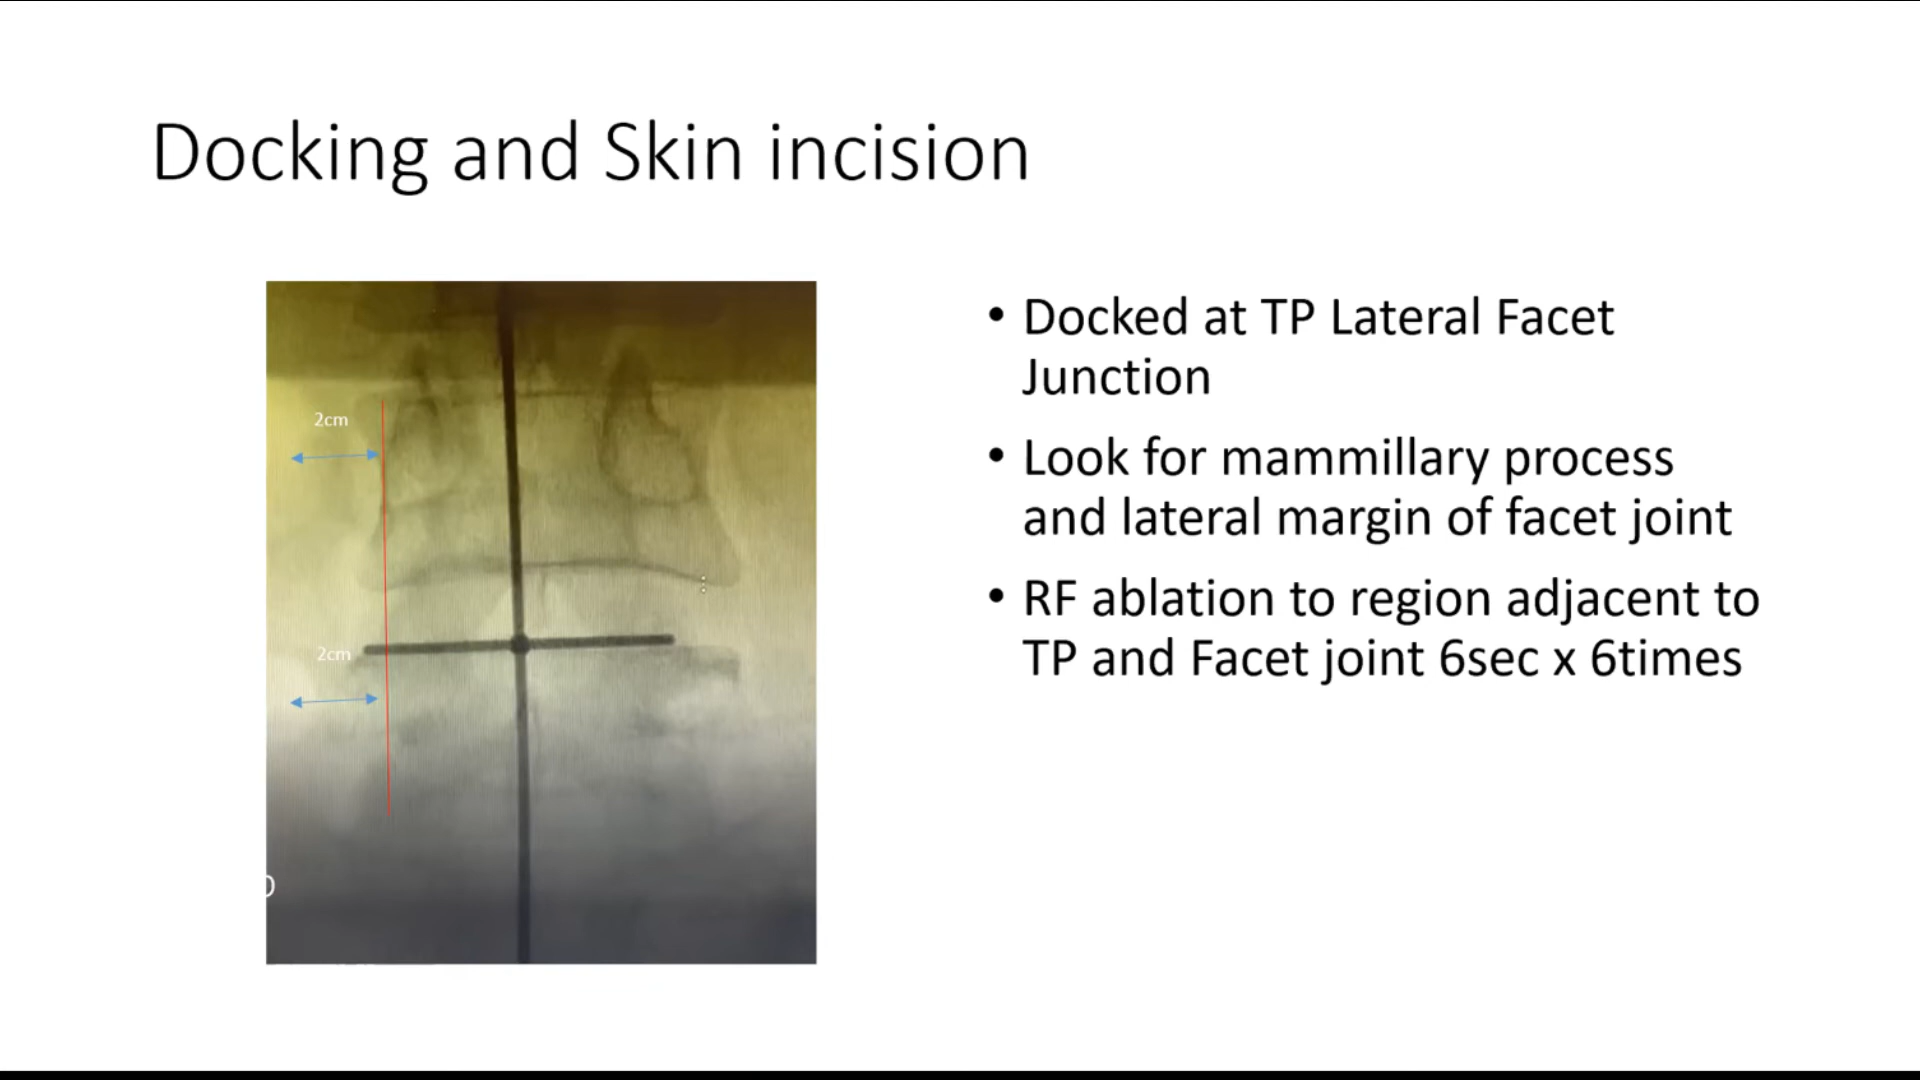 Docking and Skin incision
2cm
2cm
• Docked at TP Lateral Facet
Junction
• Look for mammillary process
and lateral margin of facet joint
• RF ablation to region adjacent to
TP and Facet joint 6sec x 6times